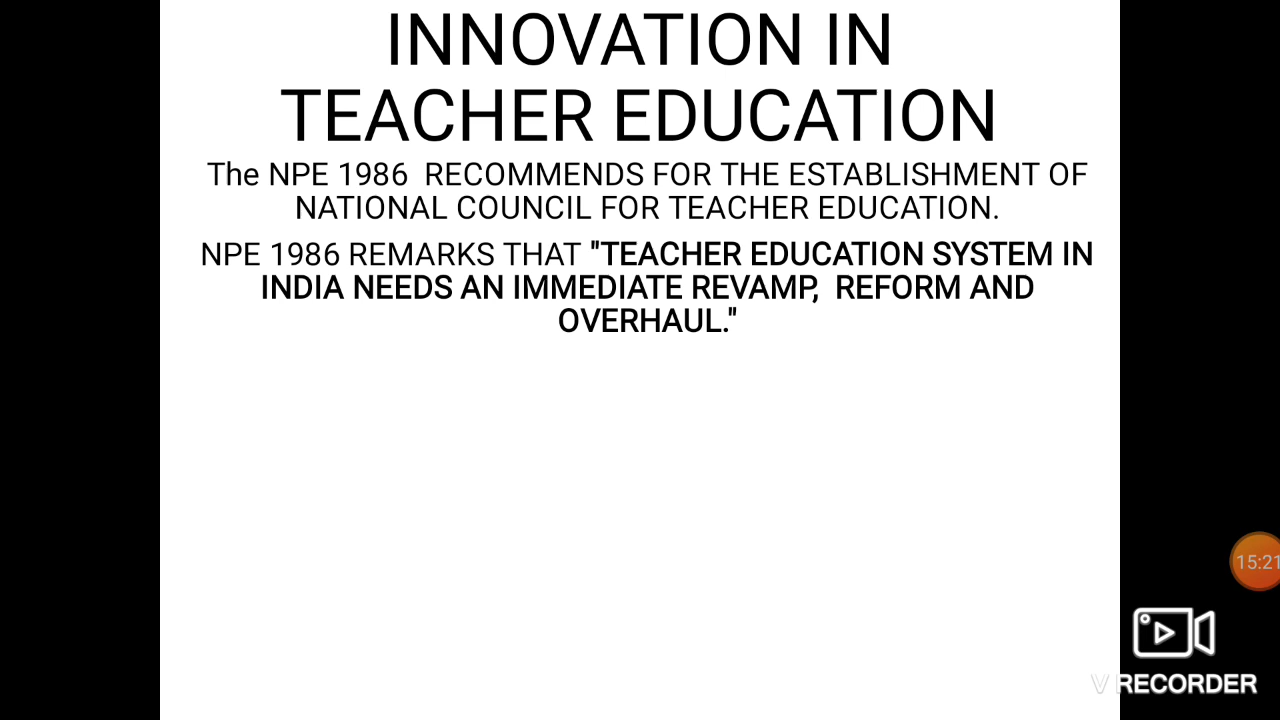 INNOVATION IN
TEACHER EDUCATION
The NPE 1986  RECOMMENDS FOR THE ESTABLISHMENT OF
NATIONAL COUNCIL FOR TEACHER EDUCATION.
NPE 1986 REMARKS THAT "TEACHER EDUCATION SYSTEM IN
INDIA NEEDS AN IMMEDIATE REVAMP,  REFORM AND
OVERHAUL."
15:21
V RECORDER